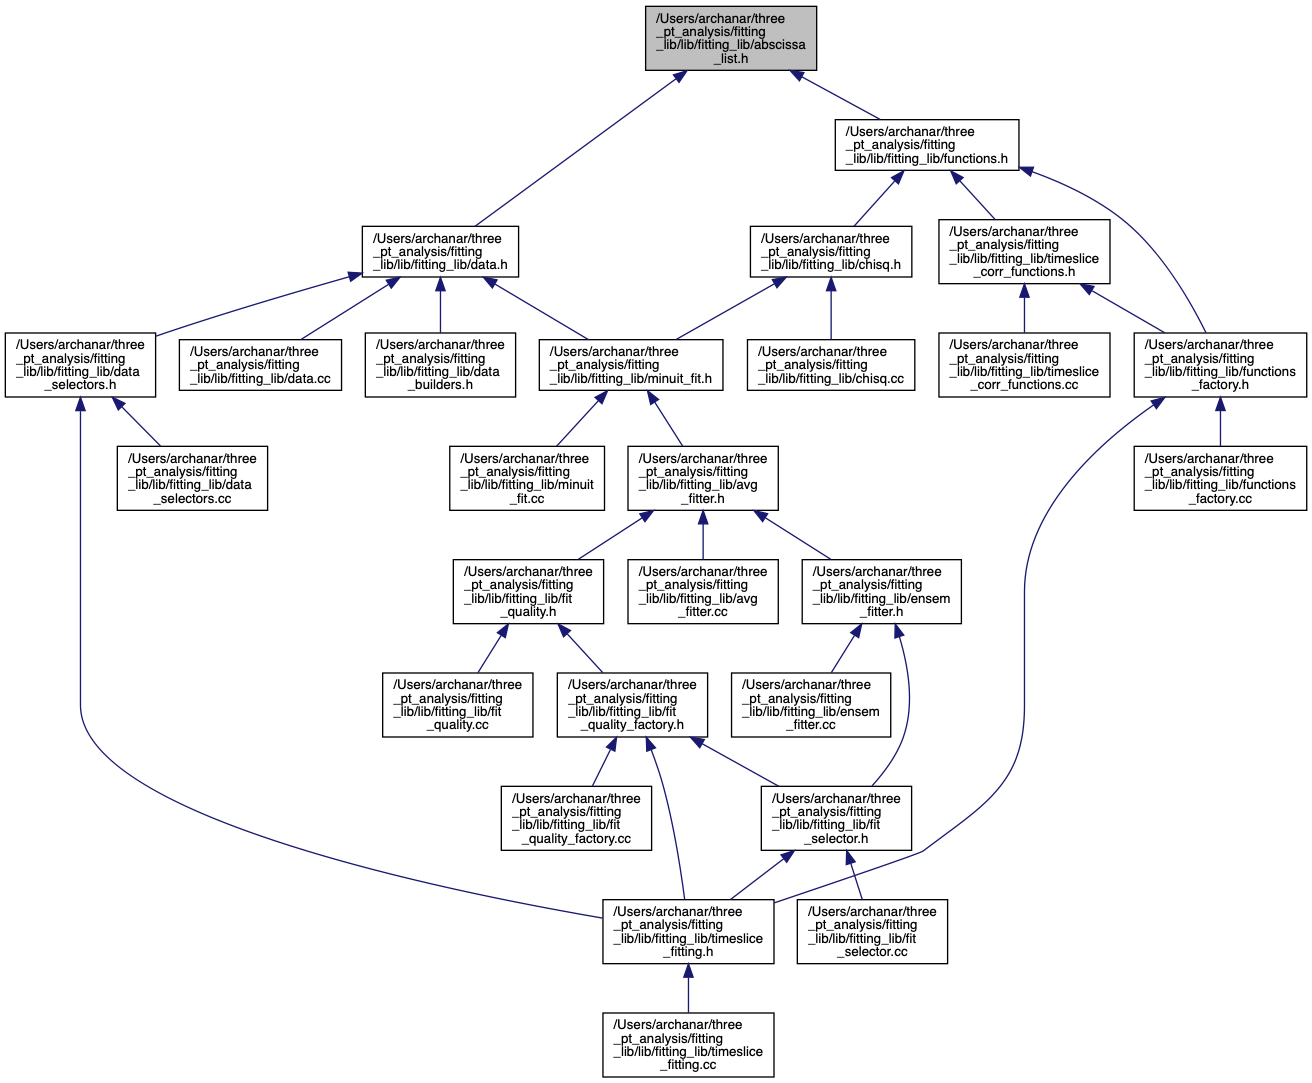 /Users/archanar/three
_pt_analysis/fitting
_lib/lib/fitting_lib/abscissa
_list.h
/Users/archanar/three
_pt_analysis/fitting
_lib/lib/fitting_lib/functions.h
/Users/archanar/three
_pt_analysis/fitting
_lib/lib/fitting_lib/data.h
/Users/archanar/three
_pt_analysis/fitting
_lib/lib/fitting_lib/chisq.h
/Users/archanar/three
_pt_analysis/fitting
_lib/lib/fitting_lib/timeslice
_corr_functions.h
/Users/archanar/three
_pt_analysis/fitting
_lib/lib/fitting_lib/data
_selectors.h
/Users/archanar/three
_pt_analysis/fitting
_lib/lib/fitting_lib/data.cc
/Users/archanar/three
_pt_analysis/fitting
_lib/lib/fitting_lib/data
_builders.h
/Users/archanar/three
_pt_analysis/fitting
_lib/lib/fitting_lib/minuit_fit.h
/Users/archanar/three
_pt_analysis/fitting
_lib/lib/fitting_lib/chisq.cc
/Users/archanar/three
_pt_analysis/fitting
_lib/lib/fitting_lib/timeslice
_corr_functions.cc
/Users/archanar/three
_pt_analysis/fitting
_lib/lib/fitting_lib/functions
_factory.h
/Users/archanar/three
_pt_analysis/fitting
_lib/lib/fitting_lib/data
_selectors.cc
/Users/archanar/three
_pt_analysis/fitting
_lib/lib/fitting_lib/minuit
_fit.cc
/Users/archanar/three
_pt_analysis/fitting
_lib/lib/fitting_lib/avg
_fitter.h
/Users/archanar/three
_pt_analysis/fitting
_lib/lib/fitting_lib/functions
_factory.cc
/Users/archanar/three
_pt_analysis/fitting
_lib/lib/fitting_lib/fit
_quality.h
/Users/archanar/three
_pt_analysis/fitting
_lib/lib/fitting_lib/avg
_fitter.cc
/Users/archanar/three
_pt_analysis/fitting
_lib/lib/fitting_lib/ensem
_fitter.h
/Users/archanar/three
_pt_analysis/fitting
_lib/lib/fitting_lib/fit
_quality.cc
/Users/archanar/three
_pt_analysis/fitting
_lib/lib/fitting_lib/fit
_quality_factory.h
/Users/archanar/three
_pt_analysis/fitting
_lib/lib/fitting_lib/ensem
_fitter.cc
/Users/archanar/three
_pt_analysis/fitting
_lib/lib/fitting_lib/fit
_quality_factory.cc
/Users/archanar/three
_pt_analysis/fitting
_lib/lib/fitting_lib/fit
_selector.h
/Users/archanar/three
_pt_analysis/fitting
_lib/lib/fitting_lib/timeslice
_fitting.h
/Users/archanar/three
_pt_analysis/fitting
_lib/lib/fitting_lib/fit
_selector.cc
/Users/archanar/three
_pt_analysis/fitting
_lib/lib/fitting_lib/timeslice
_fitting.cc